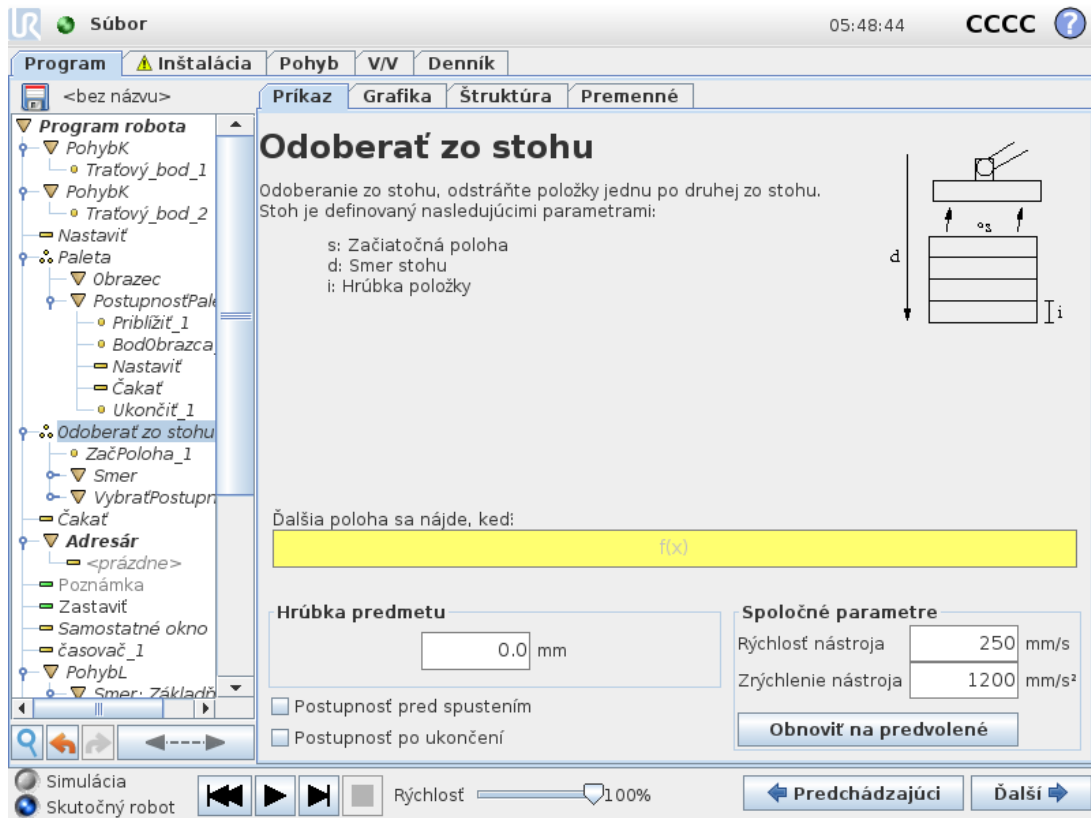 UR Súbor 05:48:44 CCCC ?
Program Inštalácia Pohyb V/V Denník
<bez názvu> Príkaz Grafika Štruktúra Premenné
Program robota
PohybK
Traťový_bod_1
PohybK
Traťový_bod_2
Nastaviť
Paleta
Obrazec
PostupnosťPale
Priblížiť_1
BodObrazca
Nastaviť
Čakať
Ukončiť_1
Odoberať zo stohu
ZačPoloha_1
Smer
VybraťPostupn
Čakať
Adresár
<prázdne>
Poznámka
Zastaviť
Samostatné okno
časovač_1
PohybL
Smer: Základň
Odoberať zo stohu
Odoberanie zo stohu, odstráňte položky jednu po druhej zo stohu.
Stoh je definovaný nasledujúcimi parametrami:
s: Začiatočná poloha
d: Smer stohu
i: Hrúbka položky
s
d
i
Ďalšia poloha sa nájde, keď:
f(x)
Hrúbka predmetu
0.0 mm
Postupnosť pred spustením
Postupnosť po ukončení
Spoločné parametre
Rýchlosť nástroja 250 mm/s
Zrýchlenie nástroja 1200 mm/s²
Obnoviť na predvolené
Simulácia
Skutočný robot
Rýchlosť 100%
Predchádzajúci Ďalší